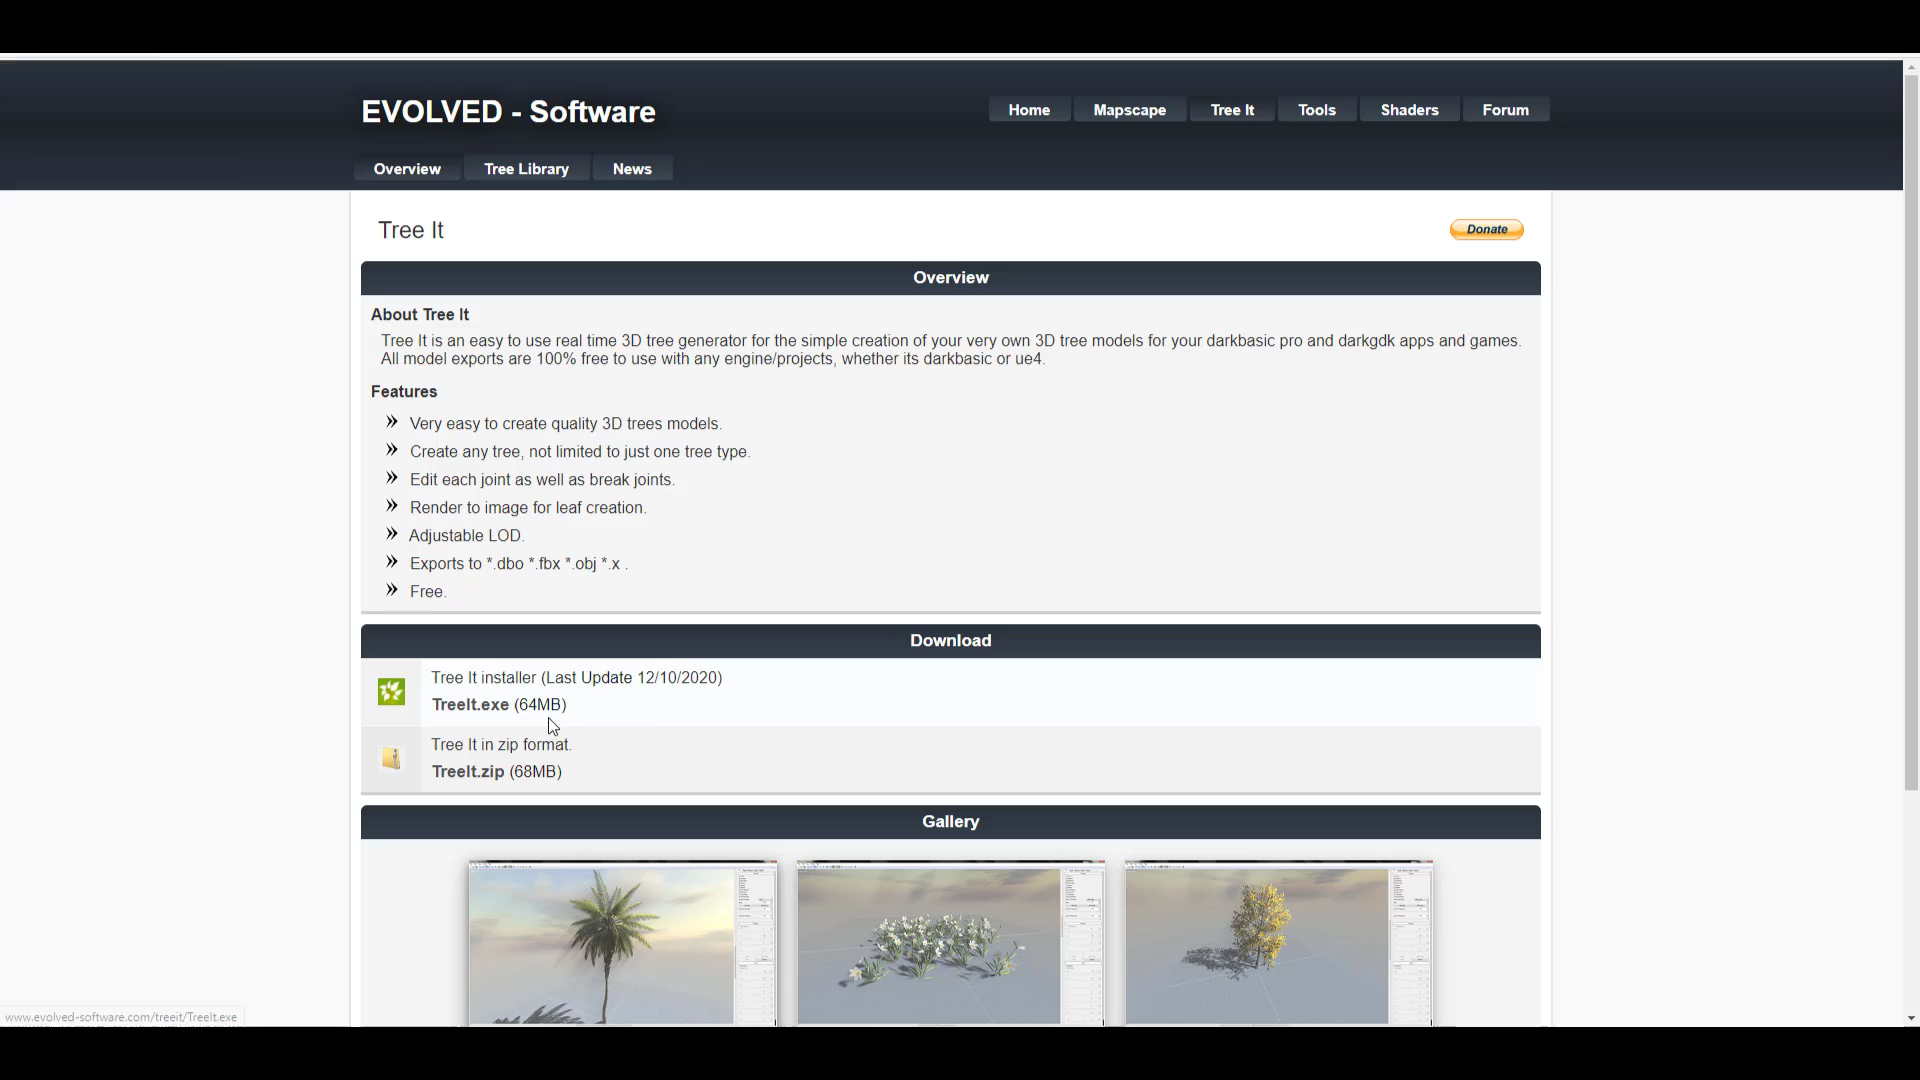 EVOLVED - Software
Home Mapscape Tree It Tools Shaders Forum
Overview Tree Library News
Tree It
Donate
Overview
About Tree It
Tree It is an easy to use real time 3D tree generator for the simple creation of your very own 3D tree models for your darkbasic pro and darkgdk apps and games.
All model exports are 100% free to use with any engine/projects, whether its darkbasic or ue4.
Features
» Very easy to create quality 3D trees models.
» Create any tree, not limited to just one tree type.
» Edit each joint as well as break joints.
» Render to image for leaf creation.
» Adjustable LOD.
» Exports to *.dbo *.fbx *.obj *.x .
» Free.
Download
Tree It installer (Last Update 12/10/2020)
TreeIt.exe (64MB)
Tree It in zip format.
TreeIt.zip (68MB)
Gallery
www.evolved-software.com/treeit/TreeIt.exe